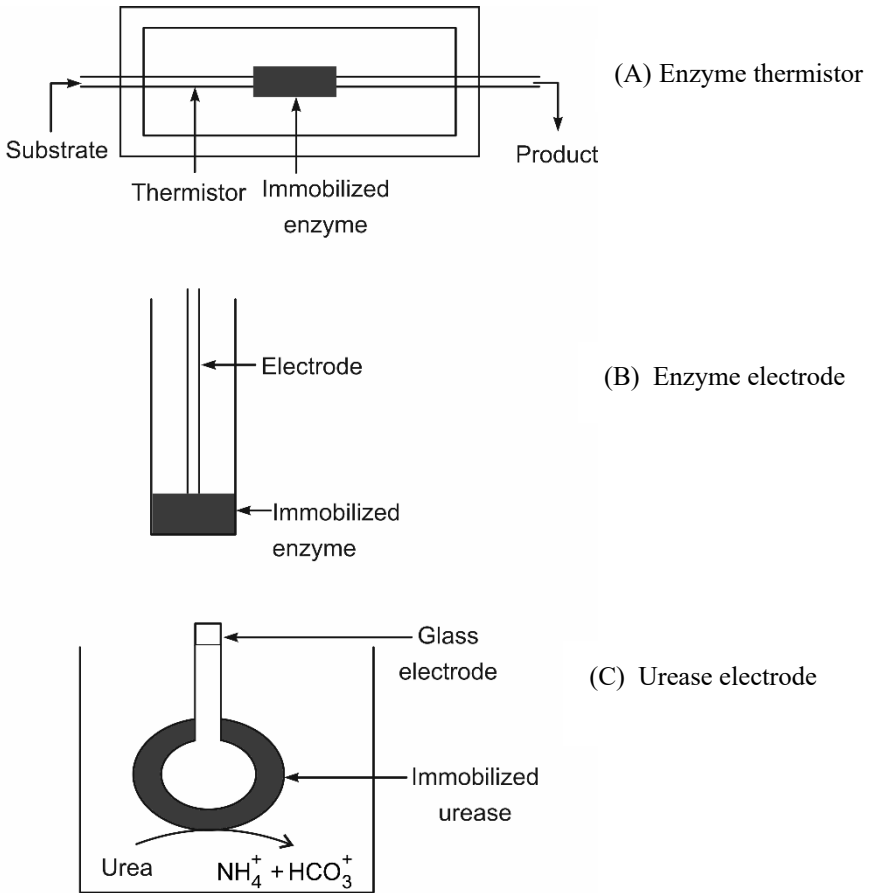 (A) Enzyme thermistor
Substrate
Product
Thermistor
Immobilized
enzyme
Electrode
(B) Enzyme electrode
Immobilized
enzyme
Glass
electrode
(C) Urease electrode
Immobilized
urease
Urea
NH₄⁺ + HCO₃⁺